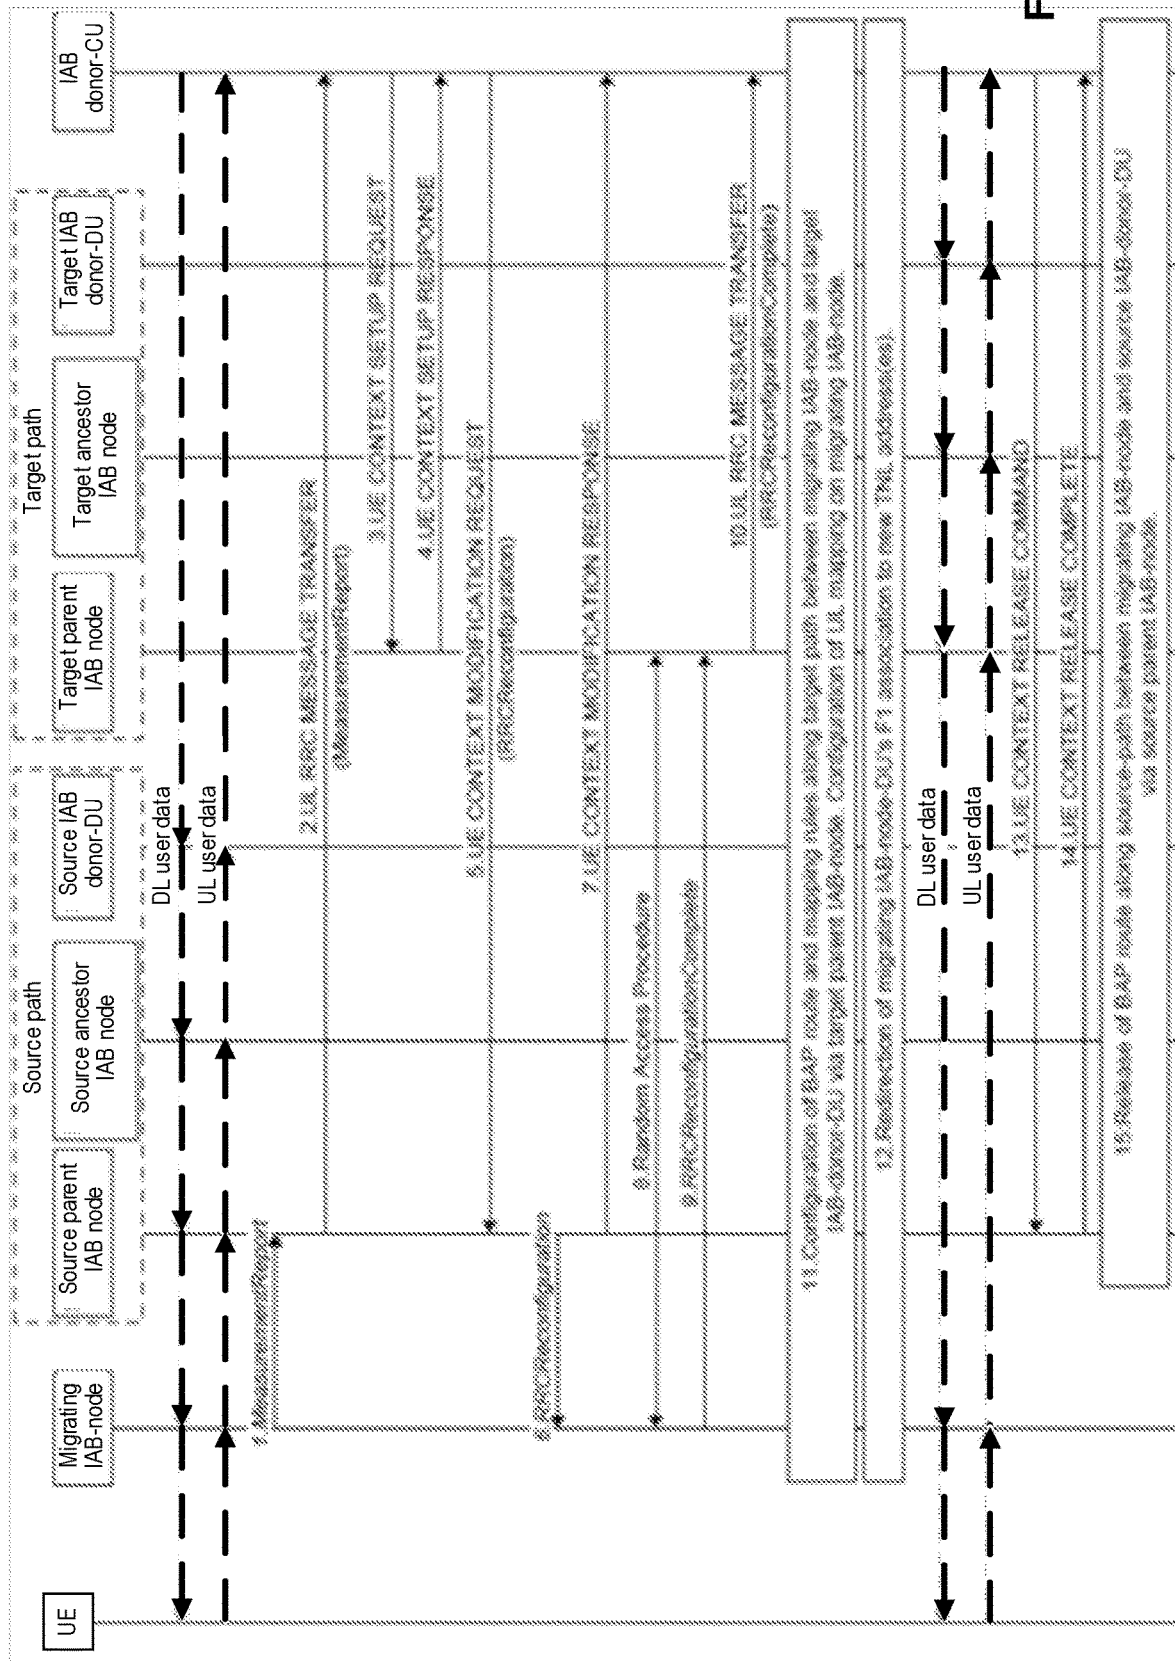 UE
Migrating
IAB-node
Source path
Source parent
IAB node
Source ancestor
IAB node
Source IAB
donor-DU
Target path
Target parent
IAB node
Target ancestor
IAB node
Target IAB
donor-DU
IAB
donor-CU
DL user data
UL user data
1.MeasurementReport
2.UL RRC MESSAGE TRANSFER
(MeasurementReport)
3.UE CONTEXT SETUP REQUEST
4.UE CONTEXT SETUP RESPONSE
5.UE CONTEXT MODIFICATION REQUEST
(RRCReconfiguration)
6. RRCReconfiguration
7.UE CONTEXT MODIFICATION RESPONSE
8.Random Access Procedure
9.RRCReconfigurationComplete
10.UL RRC MESSAGE TRANSFER
(RRCReconfigurationComplete)
11.Configuration of BAP route and mapping rules along target path between migrating IAB-node and target
IAB-donor-DU via target parent IAB-node. Configuration of UL mapping on migrating IAB-node.
12.Redirection of migrating IAB-node-DU's F1 association to new TNL address(es).
DL user data
UL user data
13.UE CONTEXT RELEASE COMMAND
14.UE CONTEXT RELEASE COMPLETE
15.Release of BAP route along source-path between migrating IAB-node and source IAB-donor-DU
via source parent IAB-node.
F